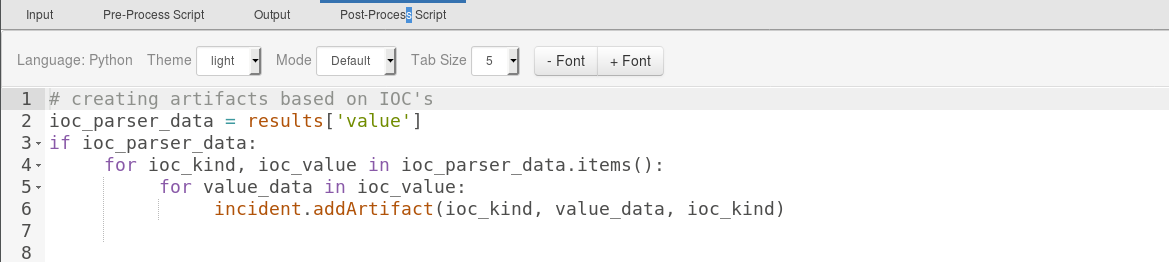 Input Pre-Process Script Output Post-Process Script
Language: Python Theme light Mode Default Tab Size 5 - Font + Font
1 # creating artifacts based on IOC's
2 ioc_parser_data = results['value']
3 if ioc_parser_data:
4      for ioc_kind, ioc_value in ioc_parser_data.items():
5           for value_data in ioc_value:
6                incident.addArtifact(ioc_kind, value_data, ioc_kind)
7
8